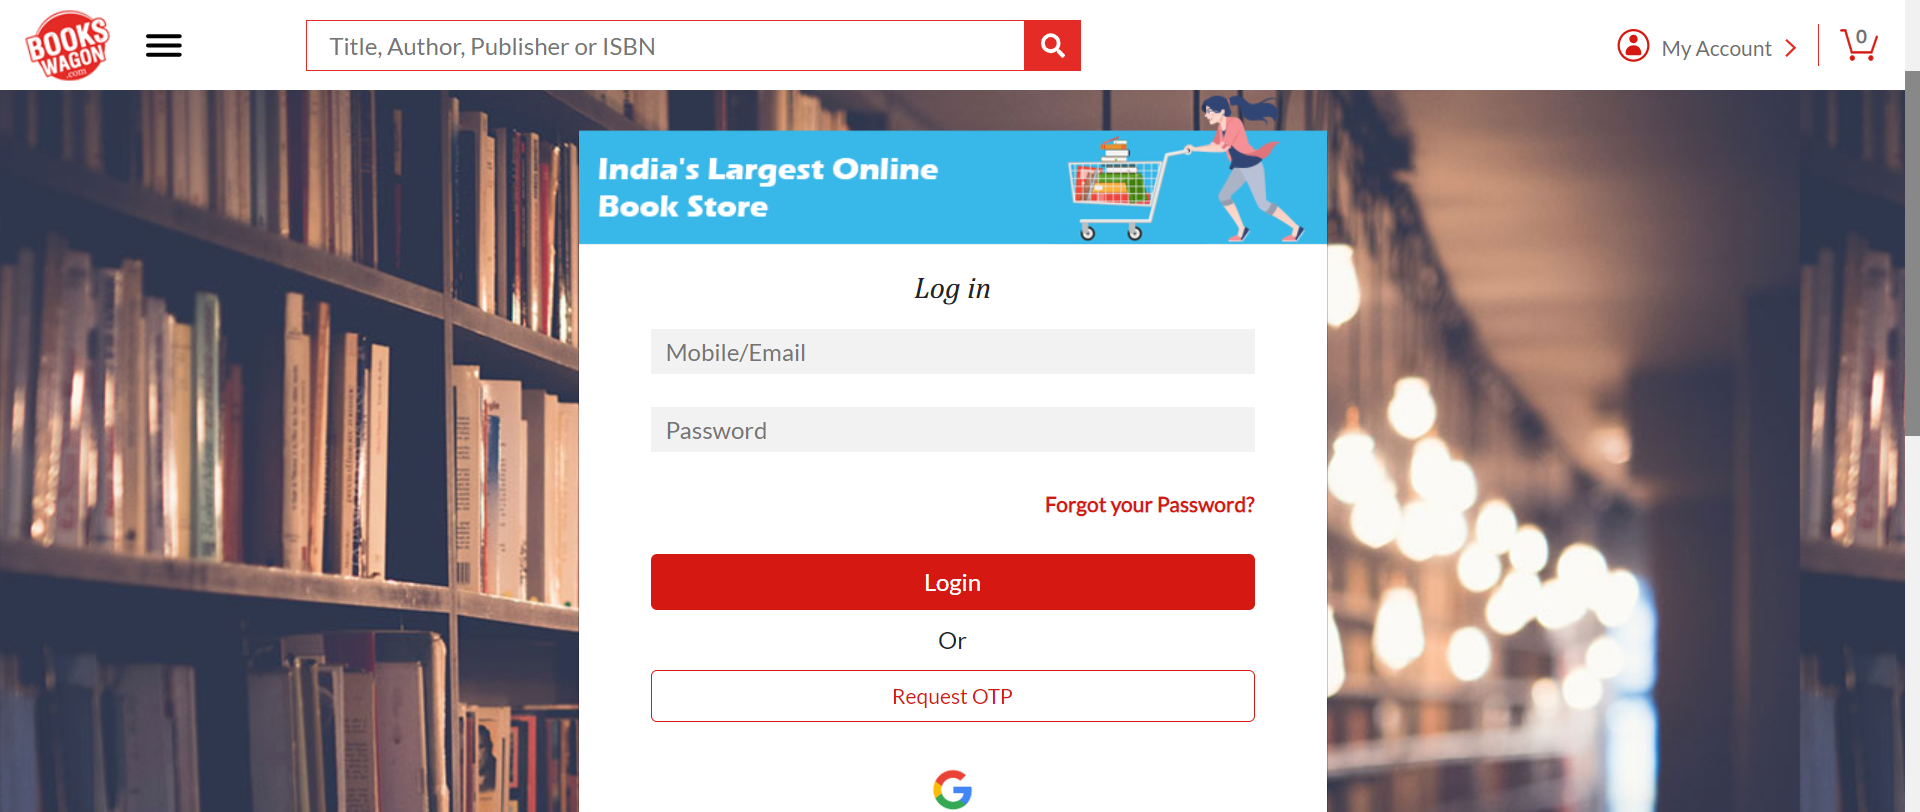 BOOKS
WAGON
.com
Title, Author, Publisher or ISBN
My Account
0
India's Largest Online
Book Store
Log in
Mobile/Email
Password
Forgot your Password?
Login
Or
Request OTP